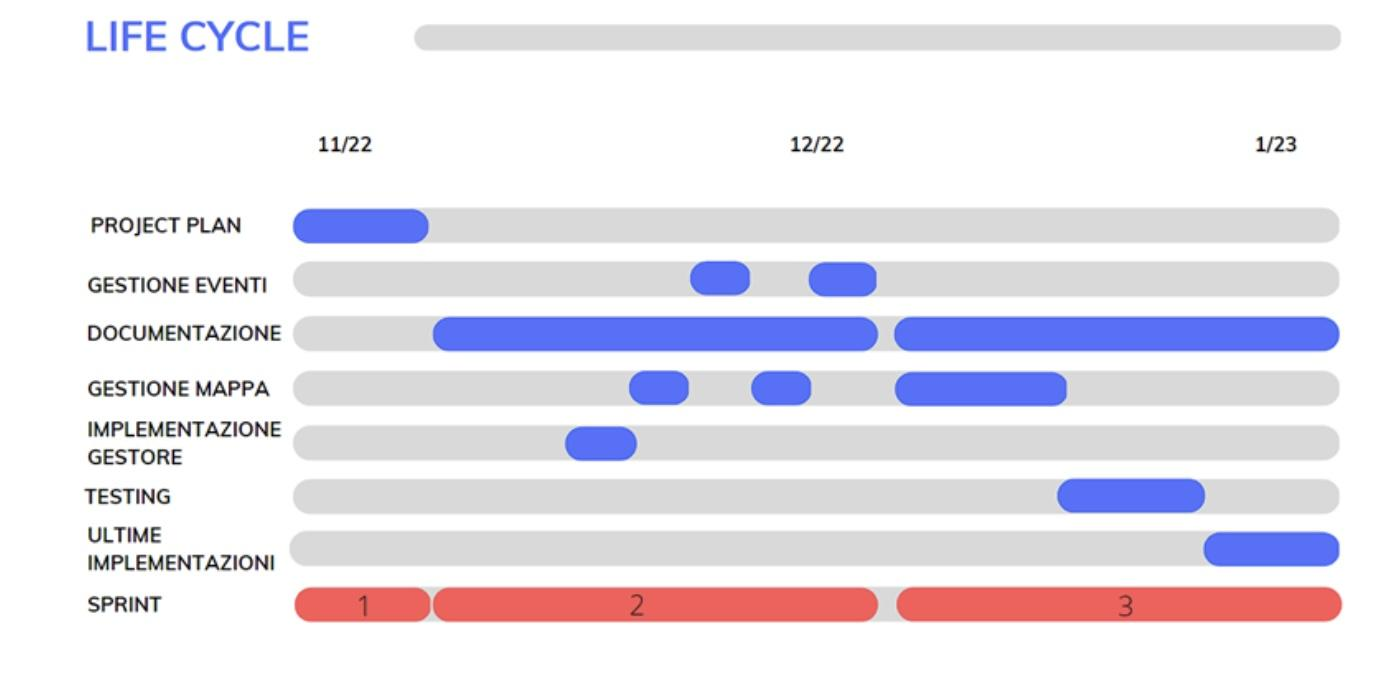 LIFE CYCLE
11/22 12/22 1/23
PROJECT PLAN
GESTIONE EVENTI
DOCUMENTAZIONE
GESTIONE MAPPA
IMPLEMENTAZIONE
GESTORE
TESTING
ULTIME
IMPLEMENTAZIONI
SPRINT 1 2 3